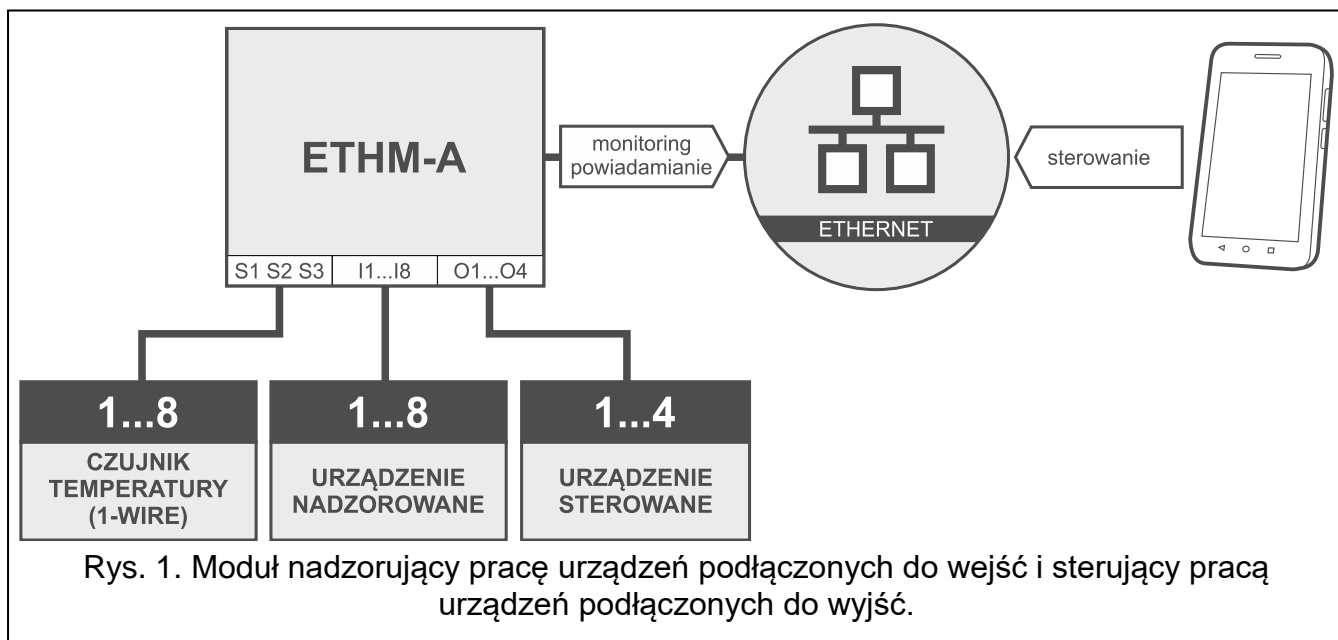 ETHM-A
S1 S2 S3
I1...I8
O1...O4
monitoring
powiadamianie
ETHERNET
sterowanie
1...8
CZUJNIK
TEMPERATURY
(1-WIRE)
1...8
URZĄDZENIE
NADZOROWANE
1...4
URZĄDZENIE
STEROWANE
Rys. 1. Moduł nadzorujący pracę urządzeń podłączonych do wejść i sterujący pracą
urządzeń podłączonych do wyjść.